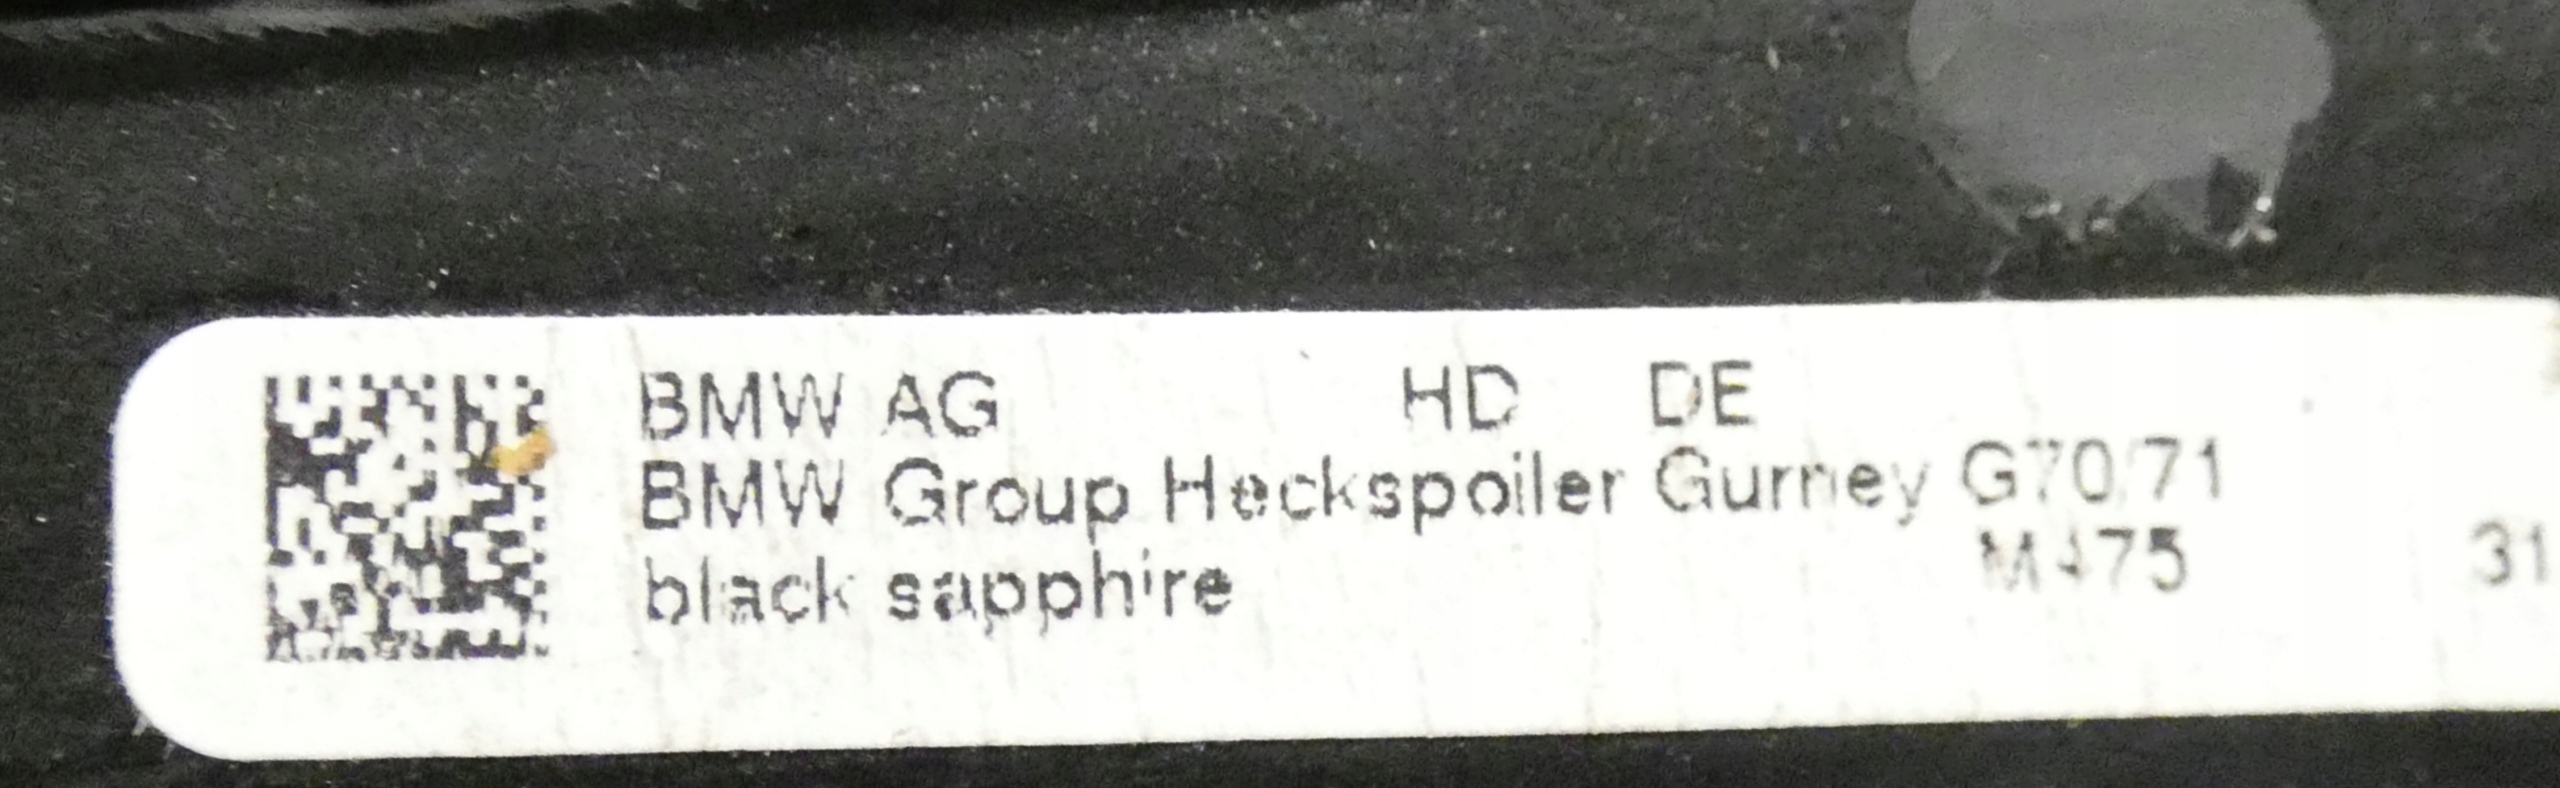 BMW AG HD DE
BMW Group Heckspoiler Gurney G70/71
black sapphire M475 31